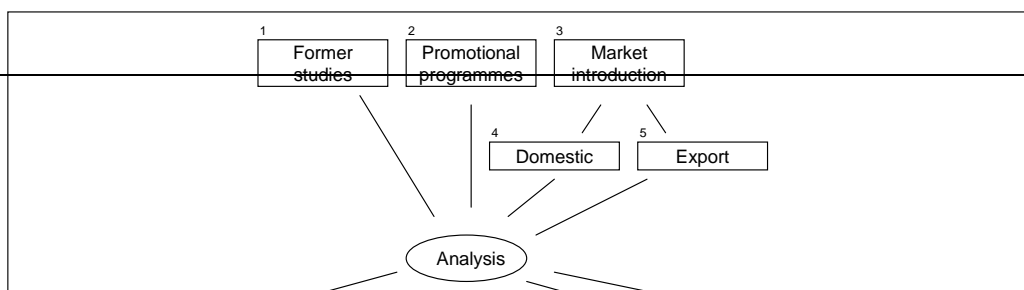 1
Former
studies
2
Promotional
programmes
3
Market
introduction
4
Domestic
5
Export
Analysis